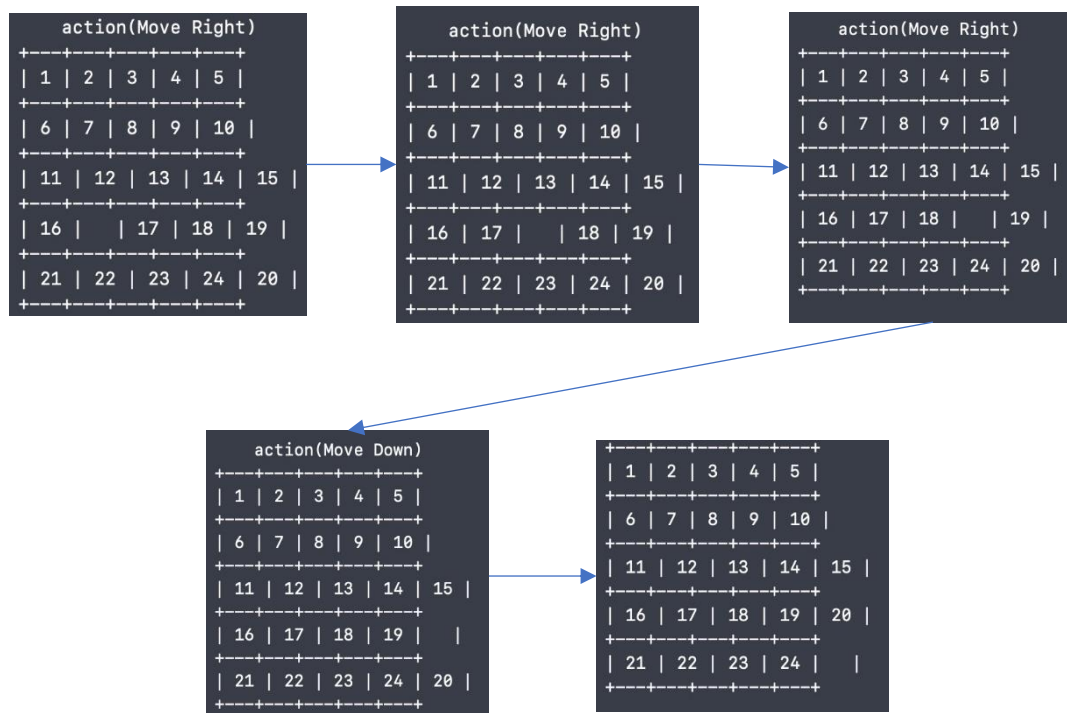 action(Move Right)
+---+---+---+---+---+
| 1 | 2 | 3 | 4 | 5 |
+---+---+---+---+---+
| 6 | 7 | 8 | 9 | 10 |
+---+---+---+---+---+
| 11 | 12 | 13 | 14 | 15 |
+---+---+---+---+---+
| 16 |   | 17 | 18 | 19 |
+---+---+---+---+---+
| 21 | 22 | 23 | 24 | 20 |
+---+---+---+---+---+
action(Move Right)
+---+---+---+---+---+
| 1 | 2 | 3 | 4 | 5 |
+---+---+---+---+---+
| 6 | 7 | 8 | 9 | 10 |
+---+---+---+---+---+
| 11 | 12 | 13 | 14 | 15 |
+---+---+---+---+---+
| 16 | 17 |   | 18 | 19 |
+---+---+---+---+---+
| 21 | 22 | 23 | 24 | 20 |
+---+---+---+---+---+
action(Move Right)
+---+---+---+---+---+
| 1 | 2 | 3 | 4 | 5 |
+---+---+---+---+---+
| 6 | 7 | 8 | 9 | 10 |
+---+---+---+---+---+
| 11 | 12 | 13 | 14 | 15 |
+---+---+---+---+---+
| 16 | 17 | 18 |   | 19 |
+---+---+---+---+---+
| 21 | 22 | 23 | 24 | 20 |
+---+---+---+---+---+
action(Move Down)
+---+---+---+---+---+
| 1 | 2 | 3 | 4 | 5 |
+---+---+---+---+---+
| 6 | 7 | 8 | 9 | 10 |
+---+---+---+---+---+
| 11 | 12 | 13 | 14 | 15 |
+---+---+---+---+---+
| 16 | 17 | 18 | 19 |   |
+---+---+---+---+---+
| 21 | 22 | 23 | 24 | 20 |
+---+---+---+---+---+
+---+---+---+---+---+
| 1 | 2 | 3 | 4 | 5 |
+---+---+---+---+---+
| 6 | 7 | 8 | 9 | 10 |
+---+---+---+---+---+
| 11 | 12 | 13 | 14 | 15 |
+---+---+---+---+---+
| 16 | 17 | 18 | 19 | 20 |
+---+---+---+---+---+
| 21 | 22 | 23 | 24 |   |
+---+---+---+---+---+